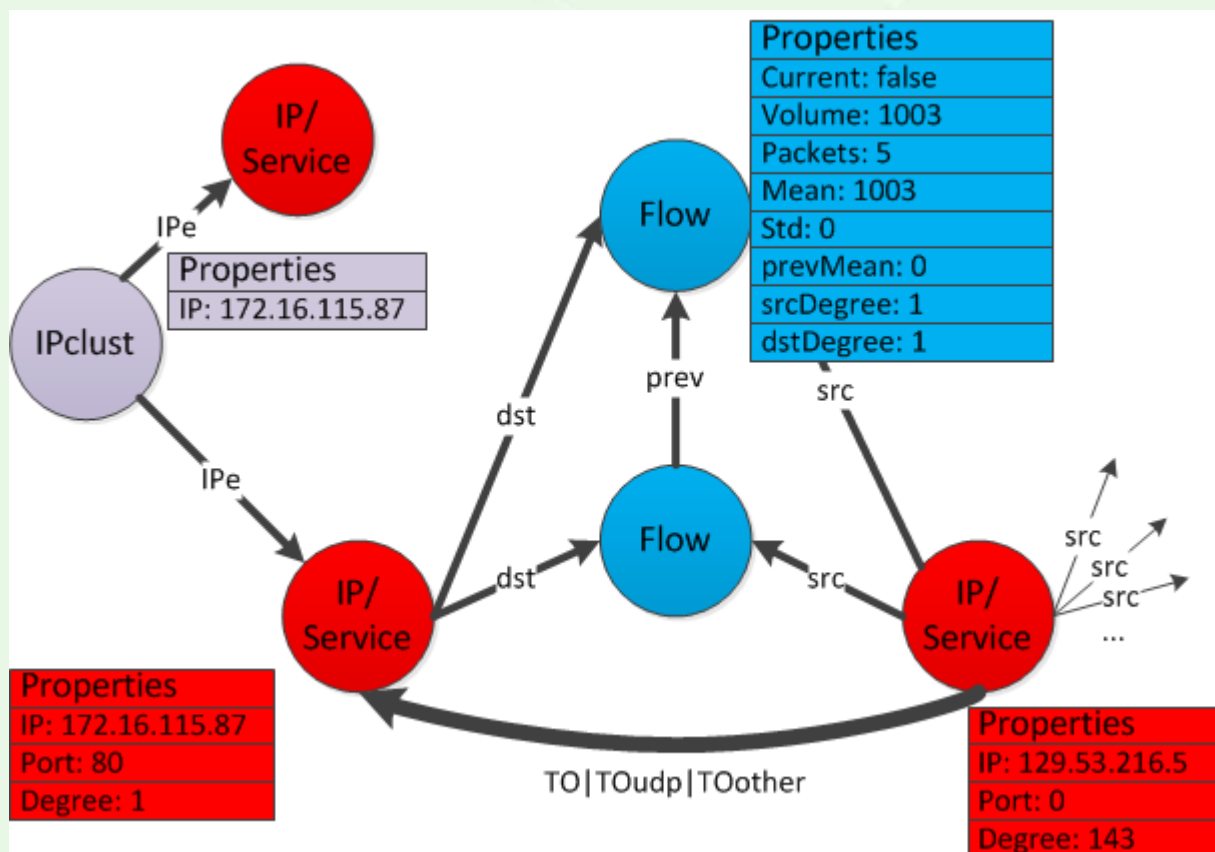 IP/
Service
IPe
Properties
IP: 172.16.115.87
IPclust
IPe
Flow
Properties
Current: false
Volume: 1003
Packets: 5
Mean: 1003
Std: 0
prevMean: 0
srcDegree: 1
dstDegree: 1
prev
src
dst
Flow
dst
src
IP/
Service
IP/
Service
src
src
src
...
Properties
IP: 172.16.115.87
Port: 80
Degree: 1
TO|TOudp|TOother
Properties
IP: 129.53.216.5
Port: 0
Degree: 143